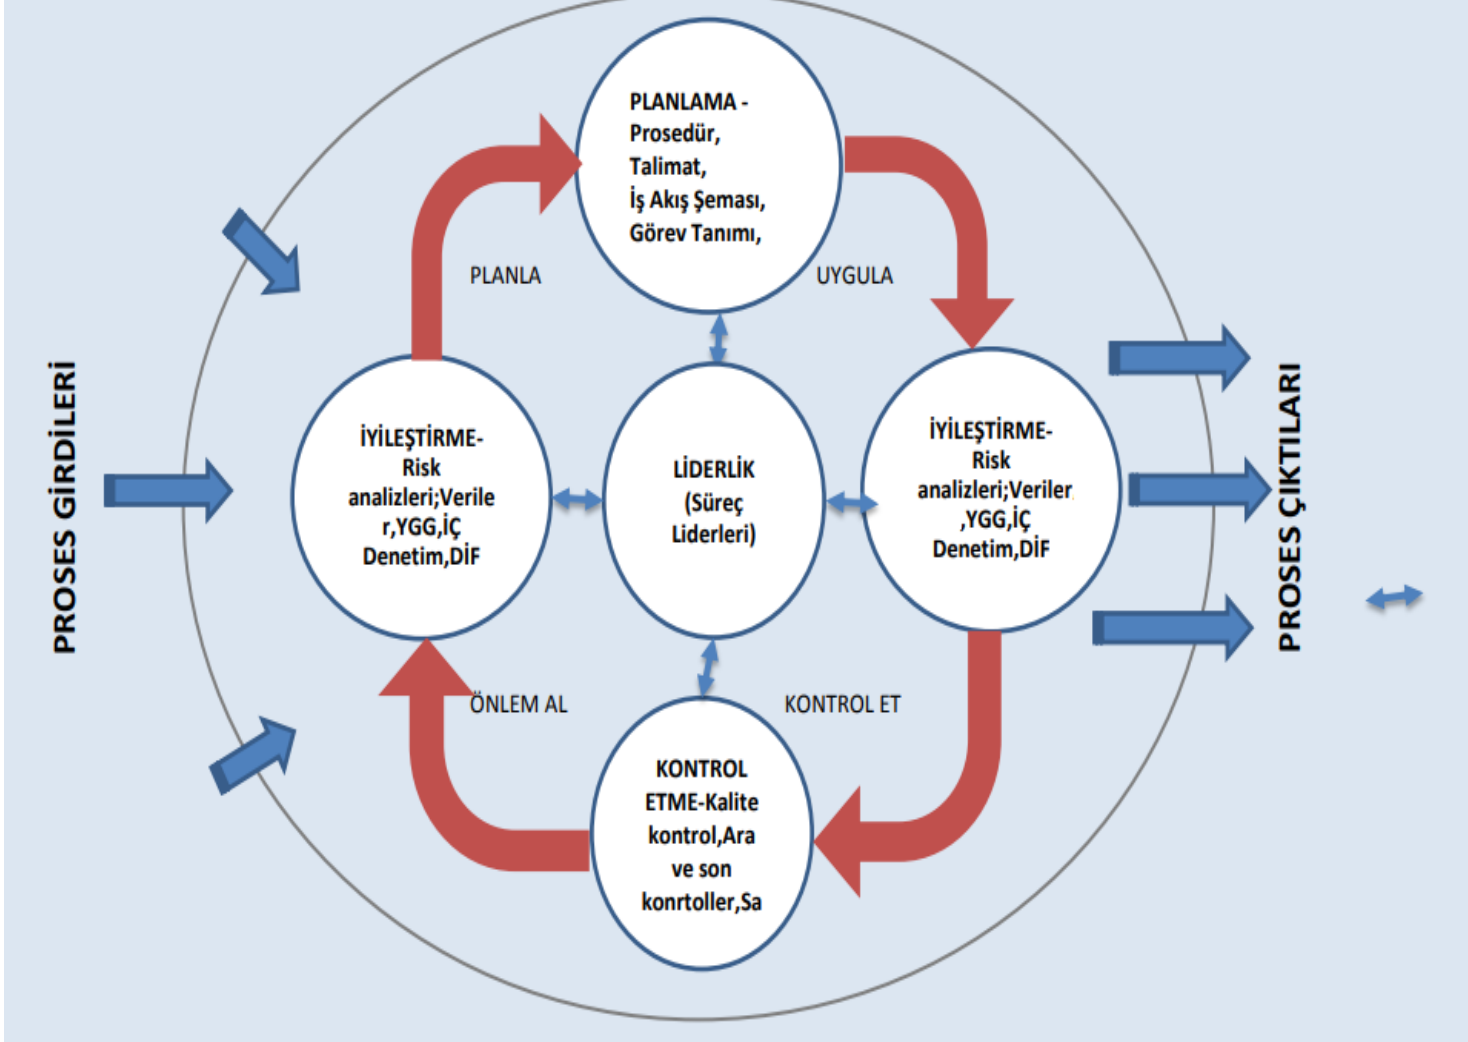 PLANLAMA -
Prosedür,
Talimat,
İş Akış Şeması,
Görev Tanımı,
PLANLA
UYGULA
PROSES GİRDİLERİ
İYİLEŞTİRME-
Risk
analizleri;Verile
r,YGG,İÇ
Denetim,DİF
LİDERLİK
(Süreç
Liderleri)
İYİLEŞTİRME-
Risk
analizleri;Veriler
,YGG,İÇ
Denetim,DİF
PROSES ÇIKTILARI
ÖNLEM AL
KONTROL ET
KONTROL
ETME-Kalite
kontrol,Ara
ve son
konrtoller,Sa